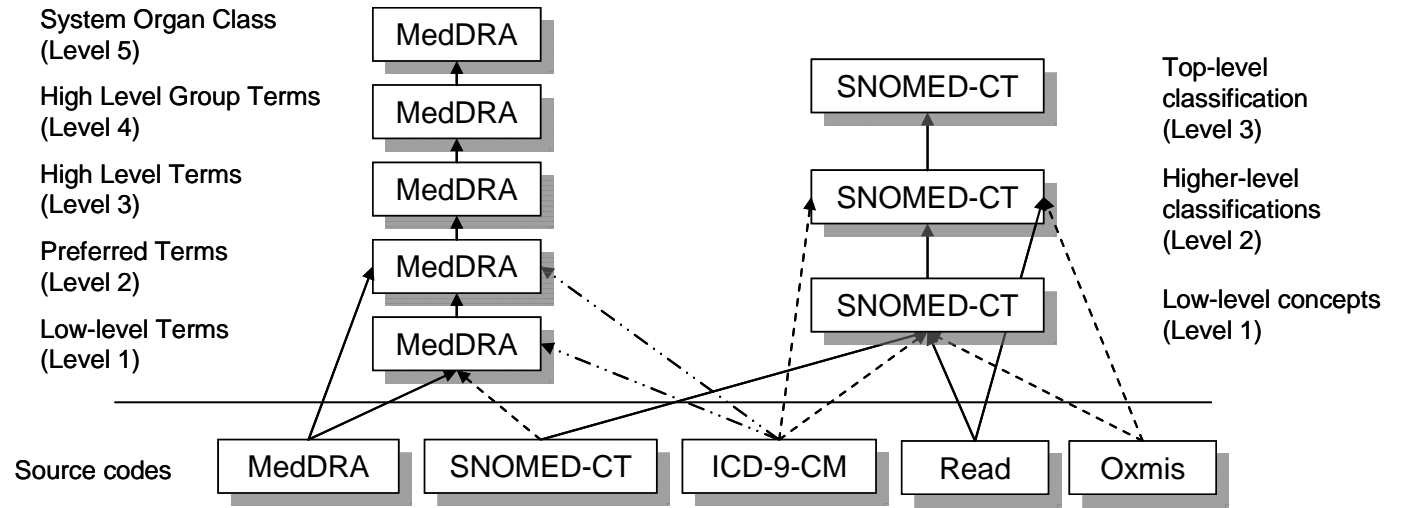 System Organ Class
(Level 5)
MedDRA
High Level Group Terms
(Level 4)
MedDRA
High Level Terms
(Level 3)
MedDRA
Preferred Terms
(Level 2)
MedDRA
Low-level Terms
(Level 1)
MedDRA
SNOMED-CT
Top-level
classification
(Level 3)
SNOMED-CT
Higher-level
classifications
(Level 2)
SNOMED-CT
Low-level concepts
(Level 1)
Source codes
MedDRA
SNOMED-CT
ICD-9-CM
Read
Oxmis